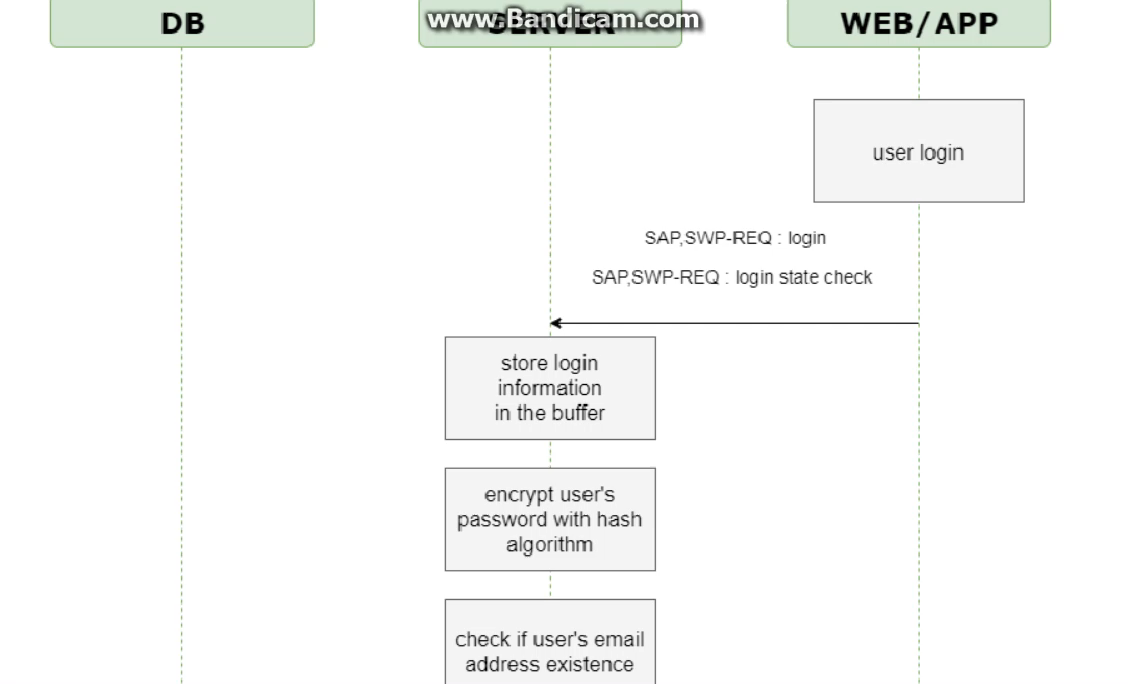 www.Bandicam.com
DB
SERVER
WEB/APP
user login
SAP,SWP-REQ : login
SAP,SWP-REQ : login state check
store login
information
in the buffer
encrypt user's
password with hash
algorithm
check if user's email
address existence